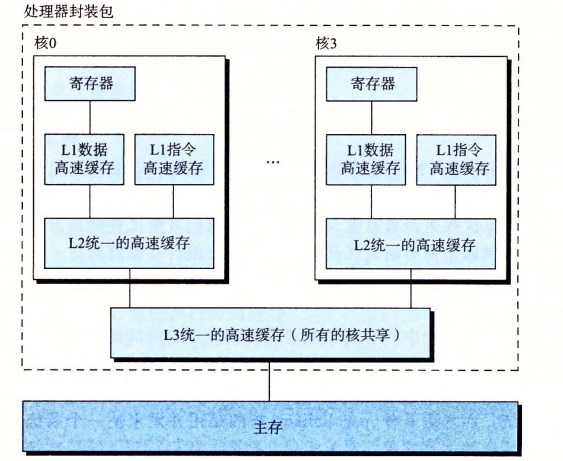 处理器封装包
核0
核3
寄存器
寄存器
L1数据
高速缓存
L1指令
高速缓存
…
L1数据
高速缓存
L1指令
高速缓存
L2统一的高速缓存
L2统一的高速缓存
L3统一的高速缓存（所有的核共享）
主存